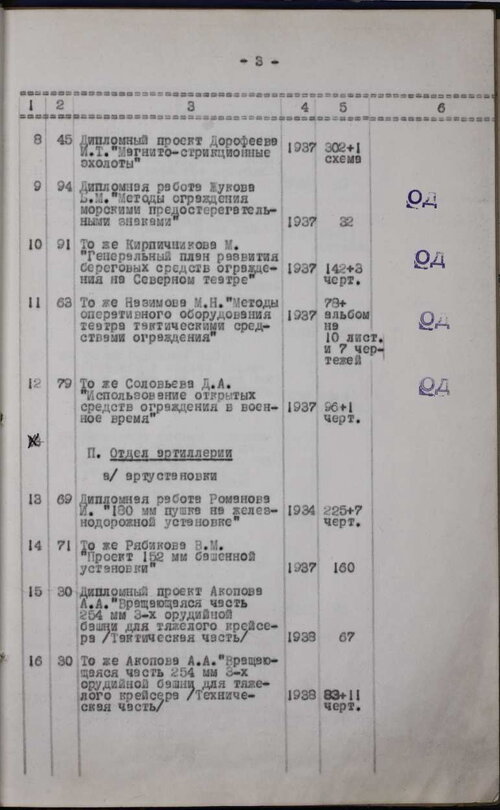 - 3 -
1 2 3 4 5 6
8 45 Дипломный проект Дорофеева
И.Т."Магнито-стрикционные 1937 302+1
эхолоты" схема
9 94 Дипломная работа Жукова
Б.М."Методы ограждения
морскими предостерегатель-
ными знаками" 1937 32
ОД
10 91 То же Кирпичникова М.
"Генеральный план развития
береговых средств огражде- 1937 142+3
ния на Северном театре" черт.
ОД
11 63 То же Назимова М.Н."Методы 78+
оперативного оборудования 1937 альбом
театра тактическими сред- на
ствами ограждения" 10 лист.
и 7 чер-
тежей
ОД
12 79 То же Соловьева Д.А.
"Использование открытых
средств ограждения в воен- 1937 96+1
ное время" черт.
ОД
П. Отдел артиллерии
а/ артустановки
13 69 Дипломная работа Романова
И. "180 мм пушка на желез- 1934 225+7
нодорожной установке" черт.
14 71 То же Рябикова В.М.
"Проект 152 мм башенной
установки" 1937 160
15 30 Дипломный проект Акопова
А.А."Вращающаяся часть
254 мм 3-х орудийной
башни для тяжелого крейсе-
ра /Тактическая часть/ 1938 67
16 30 То же Акопова А.А."Вращаю-
щаяся часть 254 мм 3-х
орудийной башни для тяже-
лого крейсера /Техниче- 1938 83+11
ская часть/ черт.